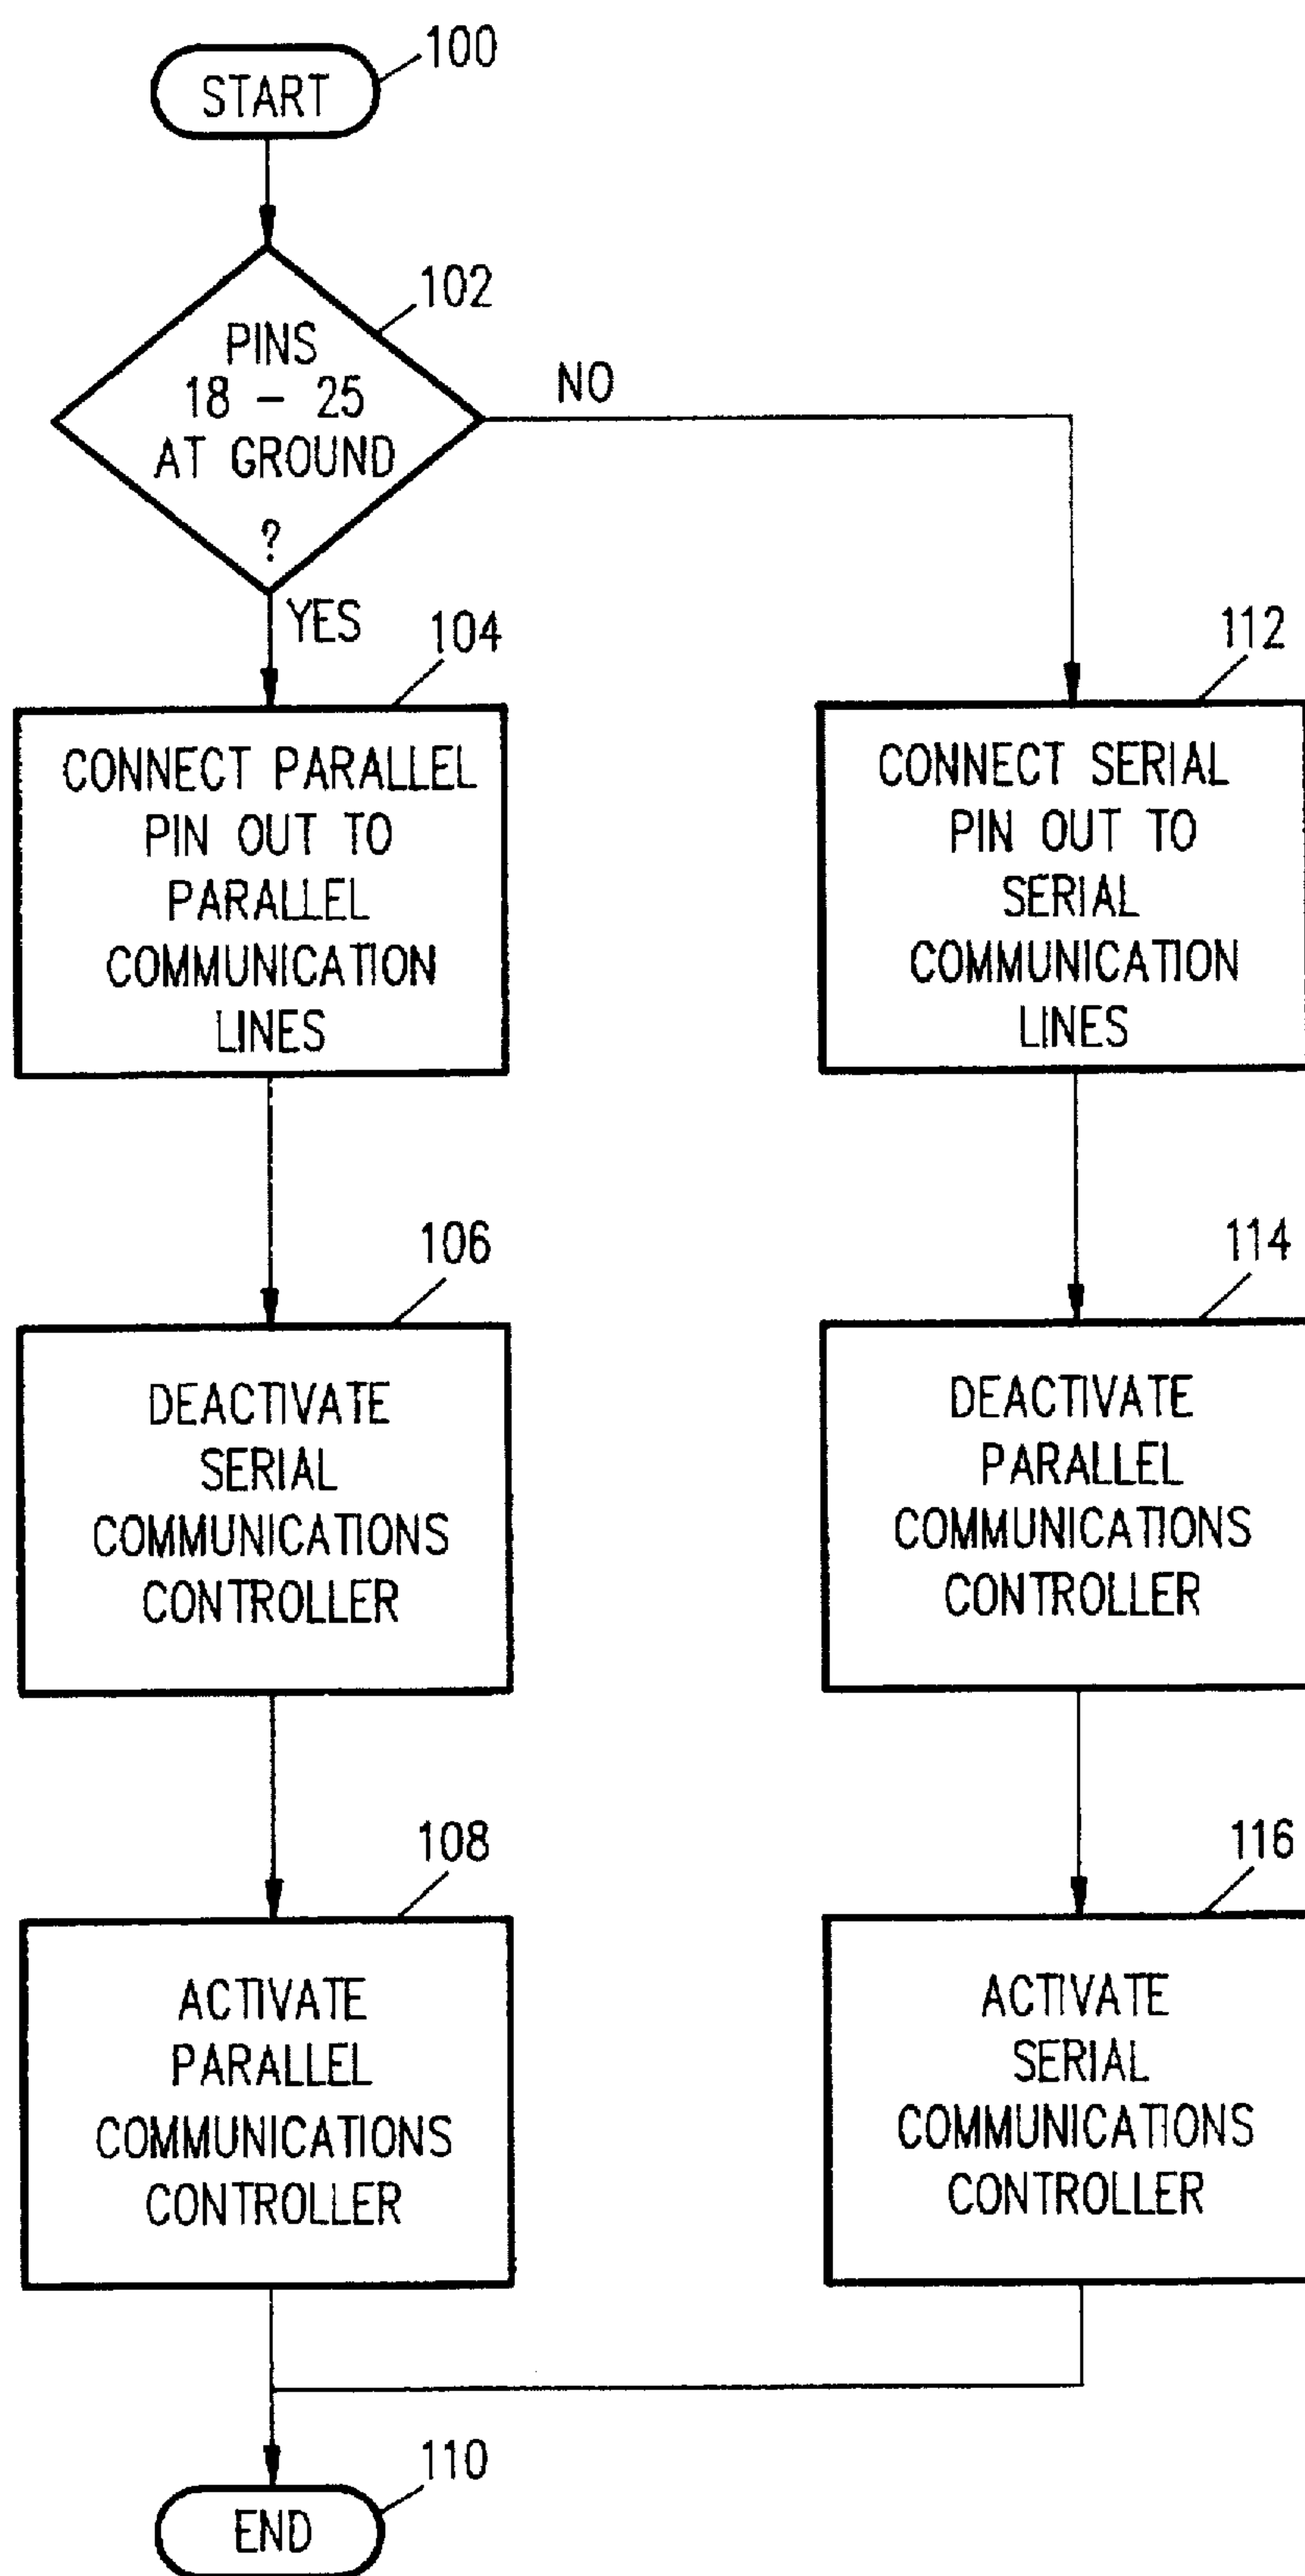 START
100
PINS
18 - 25
AT GROUND
?
102
NO
YES
104
CONNECT PARALLEL
PIN OUT TO
PARALLEL
COMMUNICATION
LINES
106
DEACTIVATE
SERIAL
COMMUNICATIONS
CONTROLLER
108
ACTIVATE
PARALLEL
COMMUNICATIONS
CONTROLLER
112
CONNECT SERIAL
PIN OUT TO
SERIAL
COMMUNICATION
LINES
114
DEACTIVATE
PARALLEL
COMMUNICATIONS
CONTROLLER
116
ACTIVATE
SERIAL
COMMUNICATIONS
CONTROLLER
110
END